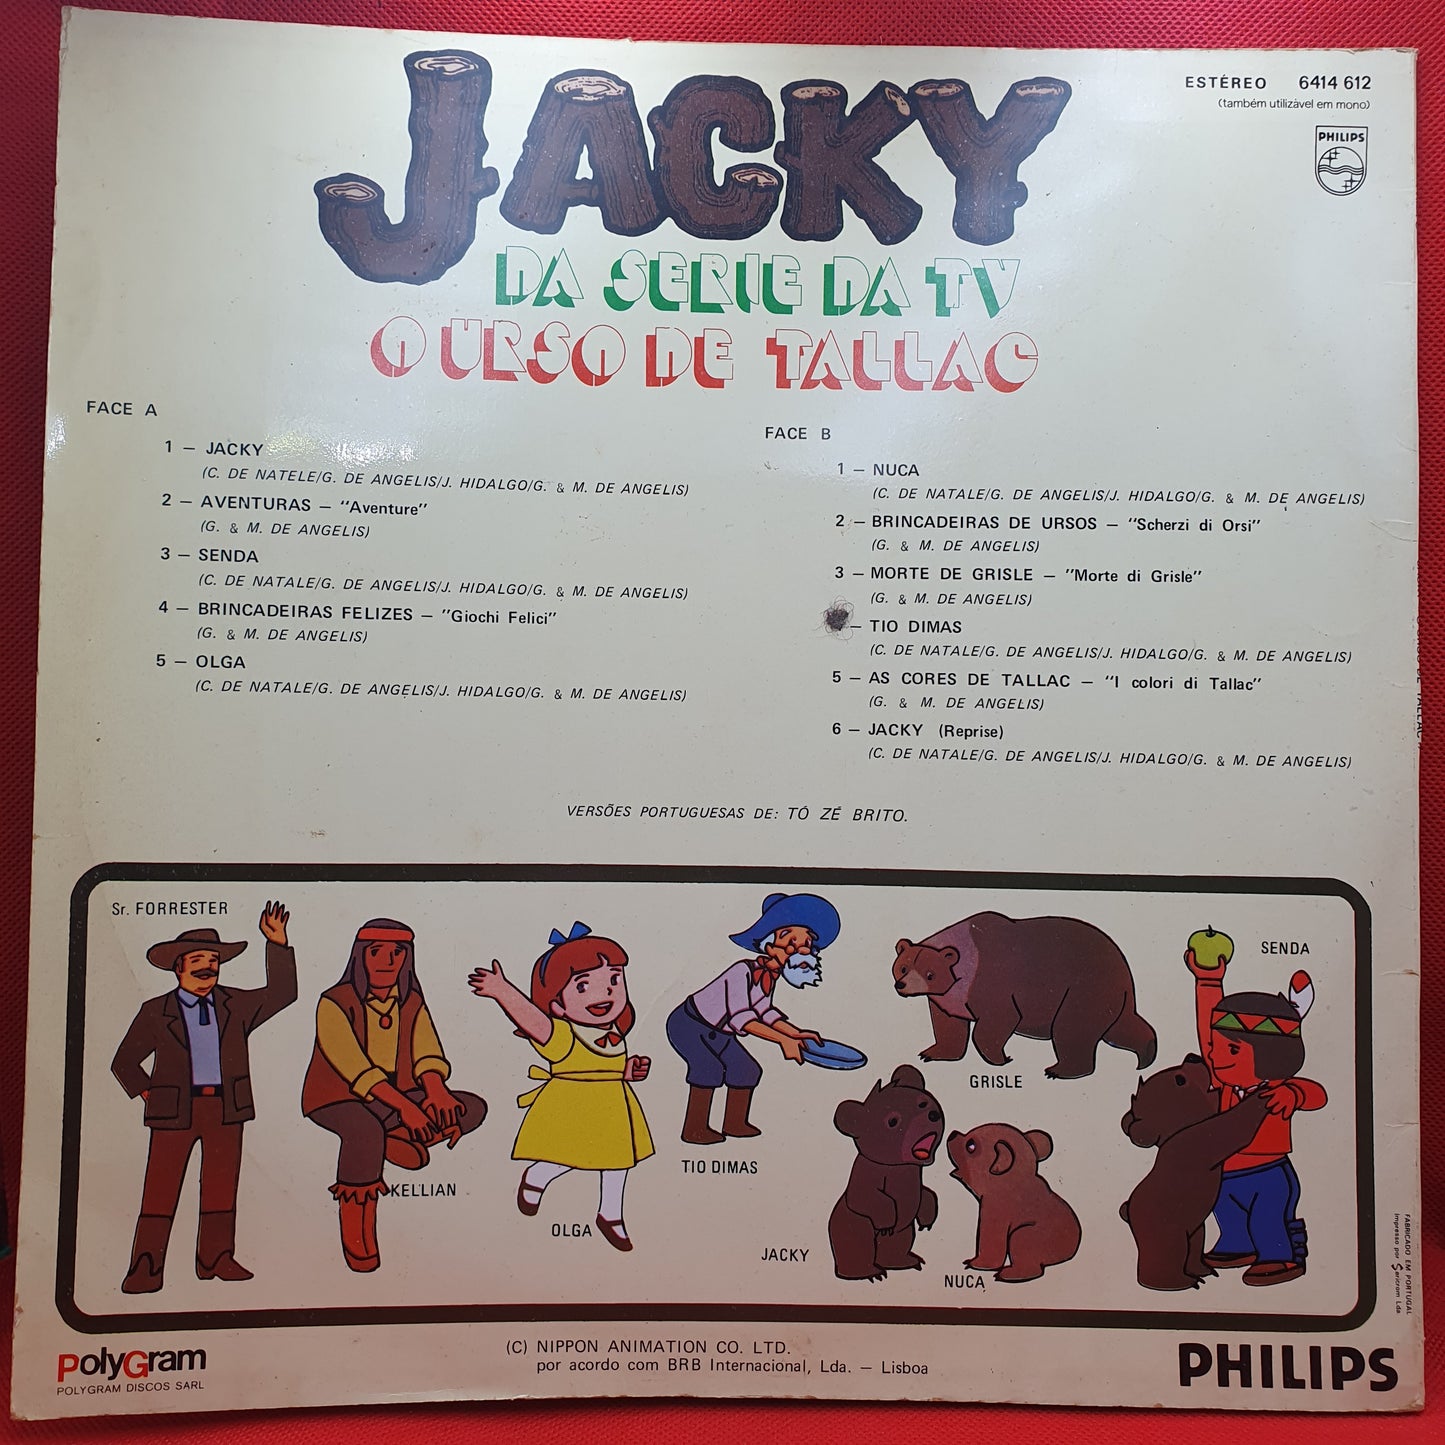 JACKY
DA SERIE DA TV
O URSO DE TALLAC
ESTÉREO 6414 612
(também utilizável em mono)
PHILIPS
FACE A
1 — JACKY
(C. DE NATELE/G. DE ANGELIS/J. HIDALGO/G. & M. DE ANGELIS)
2 — AVENTURAS — "Aventure"
(G. & M. DE ANGELIS)
3 — SENDA
(C. DE NATALE/G. DE ANGELIS/J. HIDALGO/G. & M. DE ANGELIS)
4 — BRINCADEIRAS FELIZES — "Giochi Felici"
(G. & M. DE ANGELIS)
5 — OLGA
(C. DE NATALE/G. DE ANGELIS/J. HIDALGO/G. & M. DE ANGELIS)
FACE B
1 — NUCA
(C. DE NATALE/G. DE ANGELIS/J. HIDALGO/G. & M. DE ANGELIS)
2 — BRINCADEIRAS DE URSOS — "Scherzi di Orsi"
(G. & M. DE ANGELIS)
3 — MORTE DE GRISLE — "Morte di Grisle"
(G. & M. DE ANGELIS)
— TIO DIMAS
(C. DE NATALE/G. DE ANGELIS/J. HIDALGO/G. & M. DE ANGELIS)
5 — AS CORES DE TALLAC — "I colori di Tallac"
(G. & M. DE ANGELIS)
6 — JACKY (Reprise)
(C. DE NATALE/G. DE ANGELIS/J. HIDALGO/G. & M. DE ANGELIS)
VERSÕES PORTUGUESAS DE: TÓ ZÉ BRITO.
Sr. FORRESTER
KELLIAN
OLGA
TIO DIMAS
GRISLE
SENDA
JACKY
NUCA
FABRICADO EM PORTUGAL
impresso por Sericrom Lda
PolyGram
POLYGRAM DISCOS SARL
(C) NIPPON ANIMATION CO. LTD.
por acordo com BRB Internacional, Lda. — Lisboa
PHILIPS